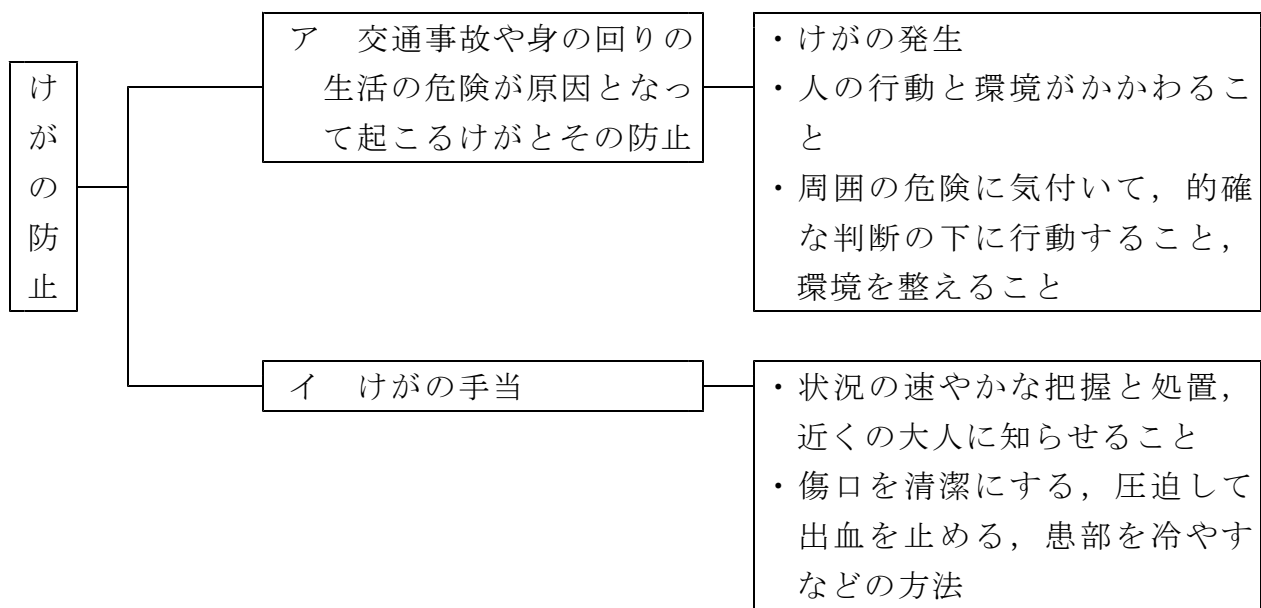 けがの防止
ア　交通事故や身の回りの
生活の危険が原因となっ
て起こるけがとその防止
・けがの発生
・人の行動と環境がかかわるこ
と
・周囲の危険に気付いて，的確
な判断の下に行動すること，
環境を整えること
イ　けがの手当
・状況の速やかな把握と処置，
近くの大人に知らせること
・傷口を清潔にする，圧迫して
出血を止める，患部を冷やす
などの方法